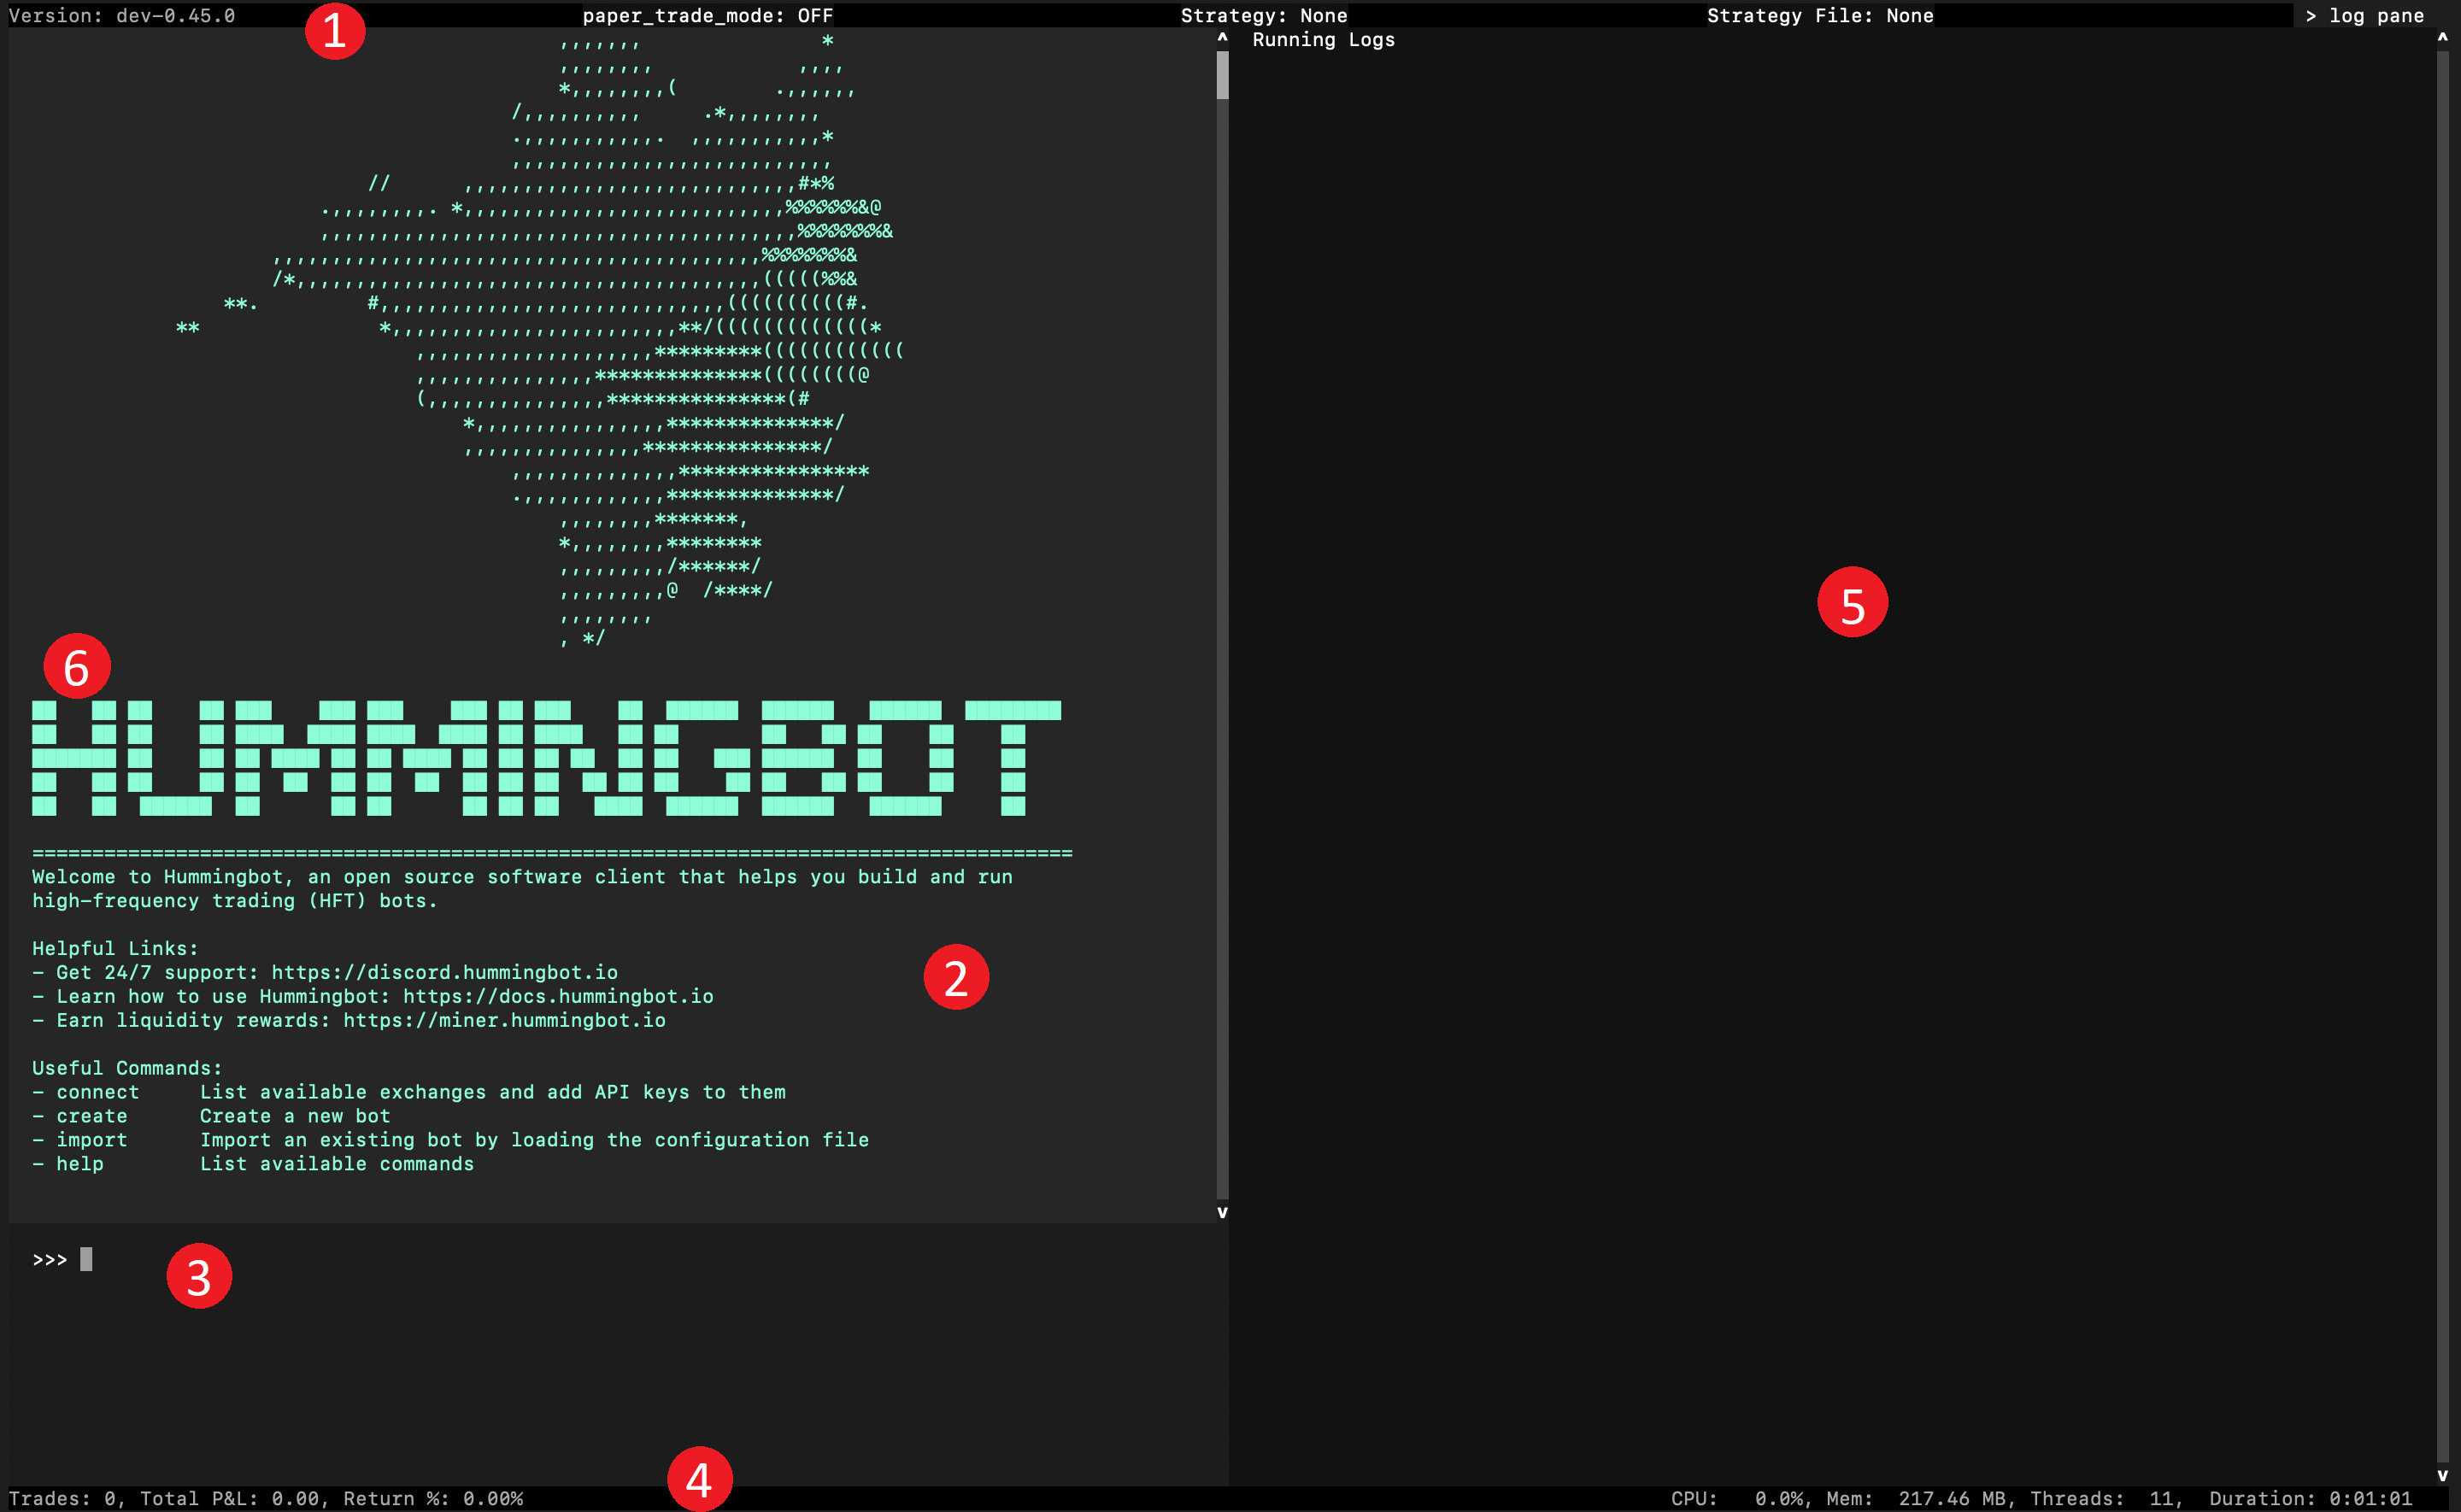 Version: dev-0.45.0 paper_trade_mode: OFF Strategy: None Strategy File: None > log pane
1
Running Logs
5
6
HUMMINGBOT
=======================================================================================
Welcome to Hummingbot, an open source software client that helps you build and run
high-frequency trading (HFT) bots.
Helpful Links:
- Get 24/7 support: https://discord.hummingbot.io
- Learn how to use Hummingbot: https://docs.hummingbot.io
- Earn liquidity rewards: https://miner.hummingbot.io
2
Useful Commands:
- connect List available exchanges and add API keys to them
- create Create a new bot
- import Import an existing bot by loading the configuration file
- help List available commands
>>>
3
4
Trades: 0, Total P&L: 0.00, Return %: 0.00% CPU: 0.0%, Mem: 217.46 MB, Threads: 11, Duration: 0:01:01